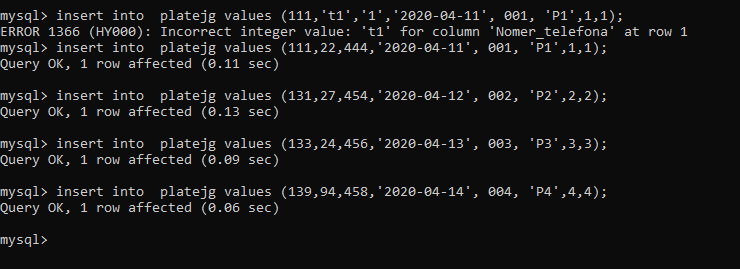 mysql> insert into  platejg values (111,'t1','1','2020-04-11', 001, 'P1',1,1);
ERROR 1366 (HY000): Incorrect integer value: 't1' for column 'Nomer_telefona' at row 1
mysql> insert into  platejg values (111,22,444,'2020-04-11', 001, 'P1',1,1);
Query OK, 1 row affected (0.11 sec)
mysql> insert into  platejg values (131,27,454,'2020-04-12', 002, 'P2',2,2);
Query OK, 1 row affected (0.13 sec)
mysql> insert into  platejg values (133,24,456,'2020-04-13', 003, 'P3',3,3);
Query OK, 1 row affected (0.09 sec)
mysql> insert into  platejg values (139,94,458,'2020-04-14', 004, 'P4',4,4);
Query OK, 1 row affected (0.06 sec)
mysql>